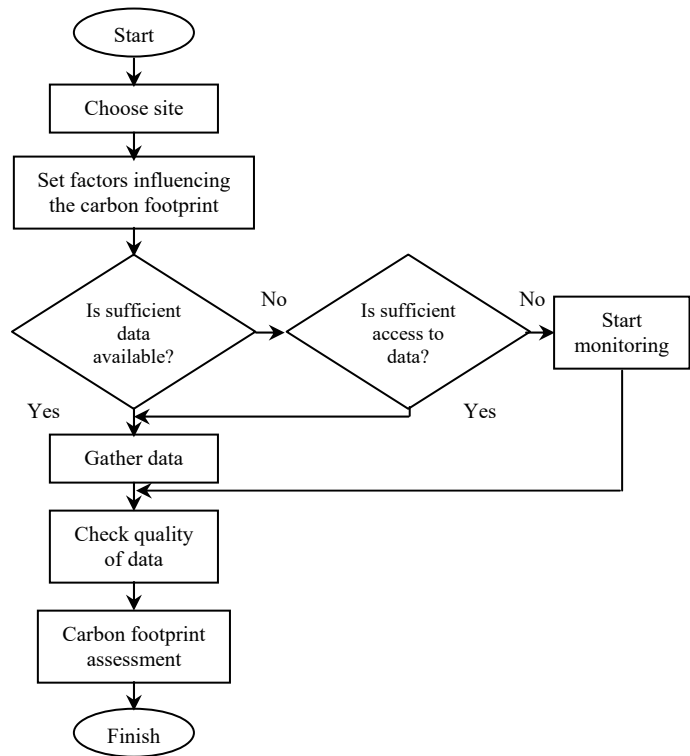 Start
Choose site
Set factors influencing
the carbon footprint
Is sufficient
data
available?
No
Is sufficient
access to
data?
No
Start
monitoring
Yes
Yes
Gather data
Check quality
of data
Carbon footprint
assessment
Finish